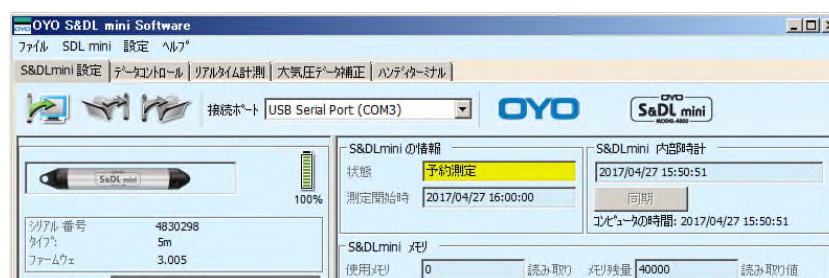 OYO S&DL mini Software
ファイル SDL mini 設定 ヘルプ
S&DLmini 設定 データコントロール リアルタイム計測 大気圧データ補正 ハンディターミナル
接続ポート USB Serial Port (COM3) OYO OYO S&DL mini MODEL-4800
S&DLminiの情報 S&DLmini 内部時計
S&DL mini 状態 予約測定 2017/04/27 15:50:51
100% 測定開始時 2017/04/27 16:00:00 同期
シリアル 番号 4830298 コンピュータの時間: 2017/04/27 15:50:51
タイプ: 5m
ファームウェ 3.005 S&DLmini メモリ
使用メモリ 0 読み取り メモリ残量 40000 読み取り値